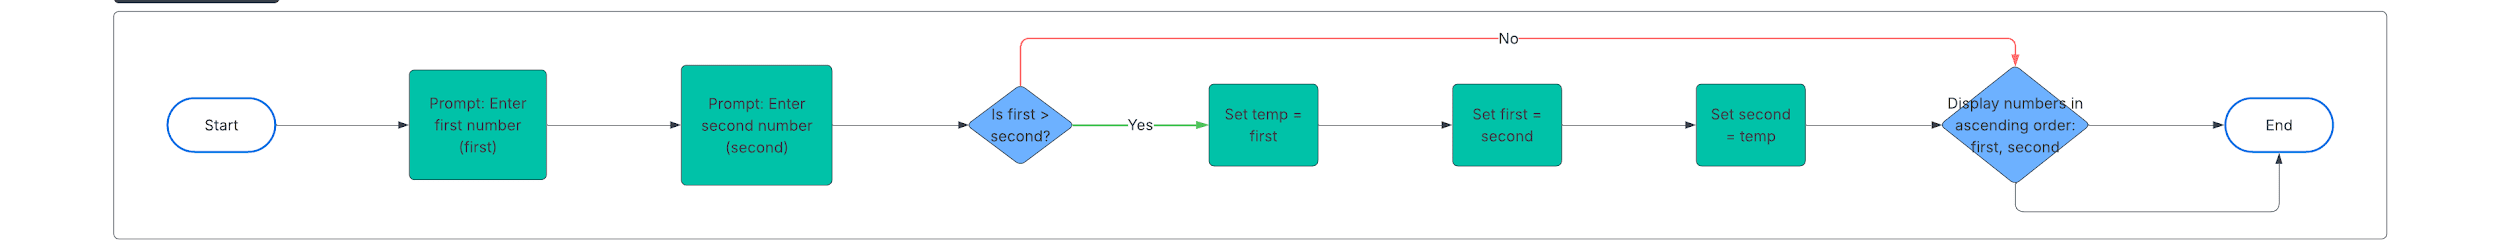 Start
Prompt: Enter
first number
(first)
Prompt: Enter
second number
(second)
Is first >
second?
Yes
No
Set temp =
first
Set first =
second
Set second
= temp
Display numbers in
ascending order:
first, second
End